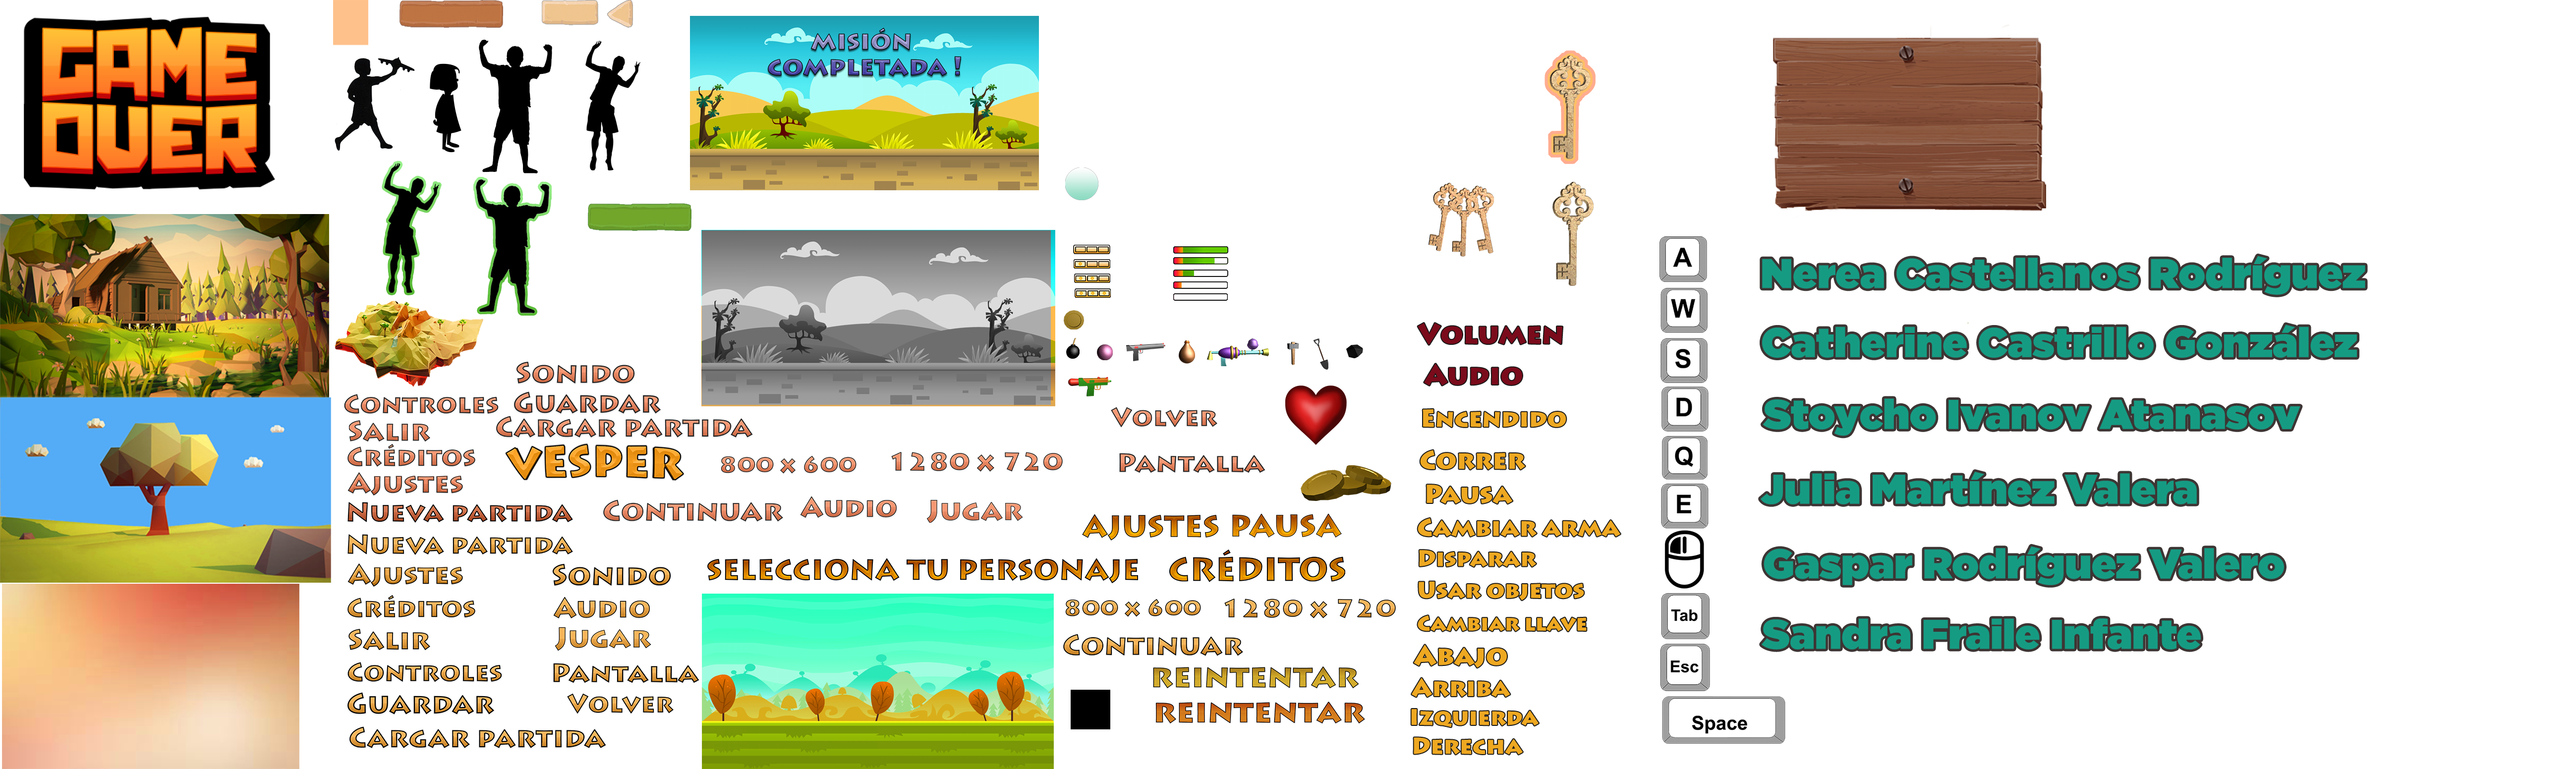 GAME
OVER
MISIÓN
COMPLETADA!
SONIDO
CONTROLES
GUARDAR
SALIR
CARGAR PARTIDA
CRÉDITOS
VESPER
800 x 600
1280 x 720
AJUSTES
NUEVA PARTIDA
CONTINUAR
AUDIO
JUGAR
NUEVA PARTIDA
AJUSTES
SONIDO
CRÉDITOS
AUDIO
SALIR
JUGAR
CONTROLES
PANTALLA
GUARDAR
VOLVER
CARGAR PARTIDA
VOLVER
PANTALLA
AJUSTES PAUSA
SELECCIONA TU PERSONAJE
CRÉDITOS
800 x 600
1280 x 720
CONTINUAR
REINTENTAR
REINTENTAR
VOLUMEN
AUDIO
ENCENDIDO
CORRER
PAUSA
CAMBIAR ARMA
DISPARAR
USAR OBJETOS
CAMBIAR LLAVE
ABAJO
ARRIBA
IZQUIERDA
DERECHA
A
W
S
D
Q
E
Tab
Esc
Space
Nerea Castellanos Rodríguez
Catherine Castrillo González
Stoycho Ivanov Atanasov
Julia Martínez Valera
Gaspar Rodríguez Valero
Sandra Fraile Infante